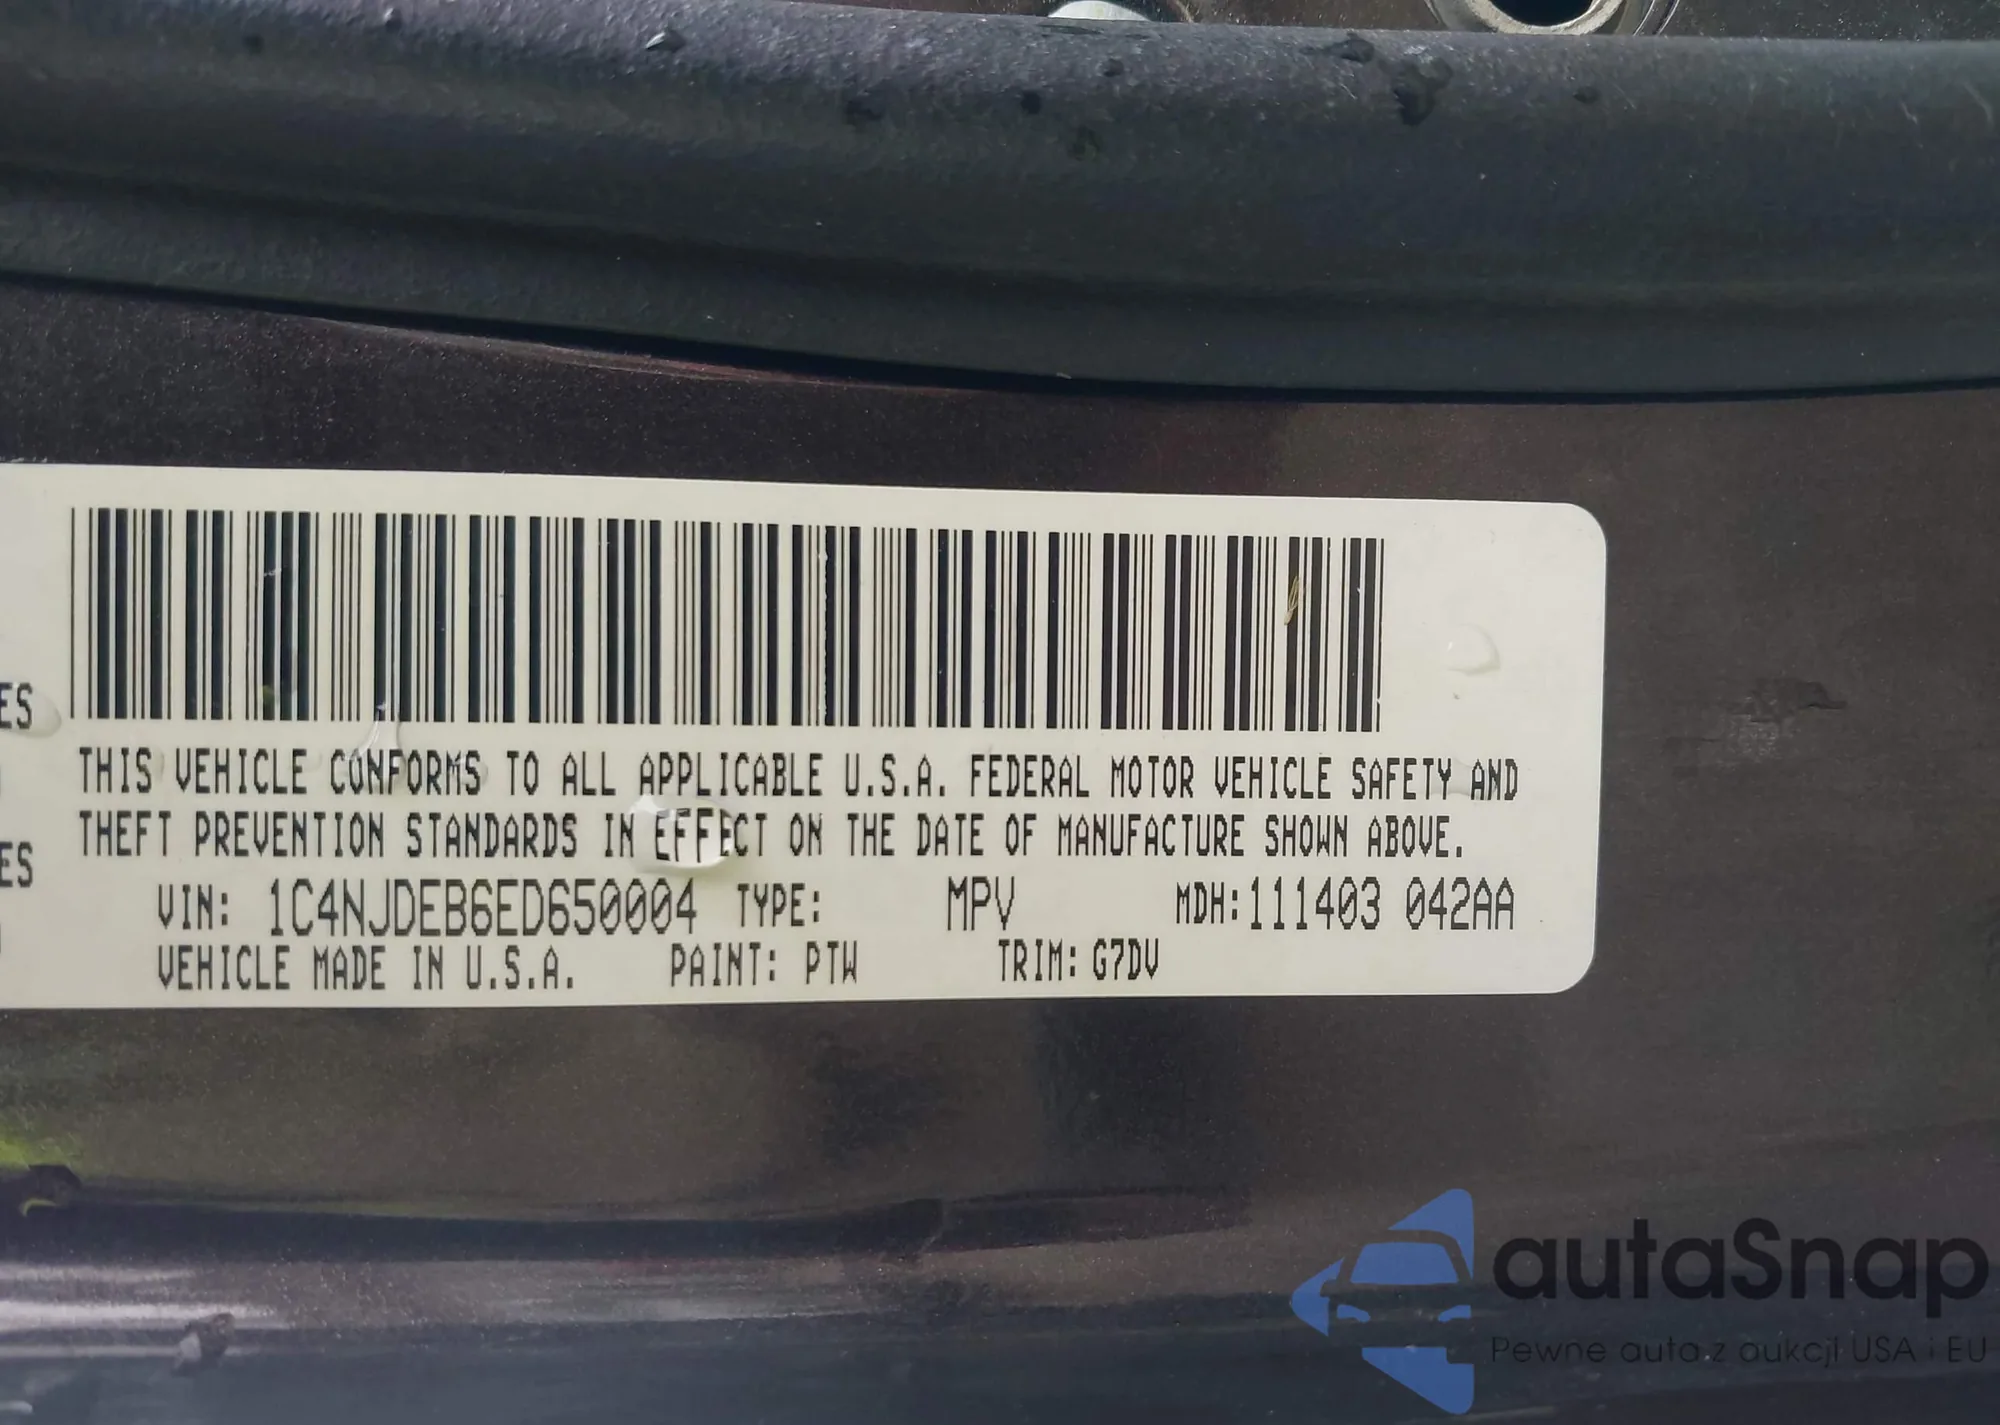 ES
THIS VEHICLE CONFORMS TO ALL APPLICABLE U.S.A. FEDERAL MOTOR VEHICLE SAFETY AND
THEFT PREVENTION STANDARDS IN EFFECT ON THE DATE OF MANUFACTURE SHOWN ABOVE.
ES
VIN: 1C4NJDEB6ED650004 TYPE: MPV MDH:111403 042AA
VEHICLE MADE IN U.S.A. PAINT: PTW TRIM: G7DV
autaSnap
Pewne auta z aukcji USA i EU